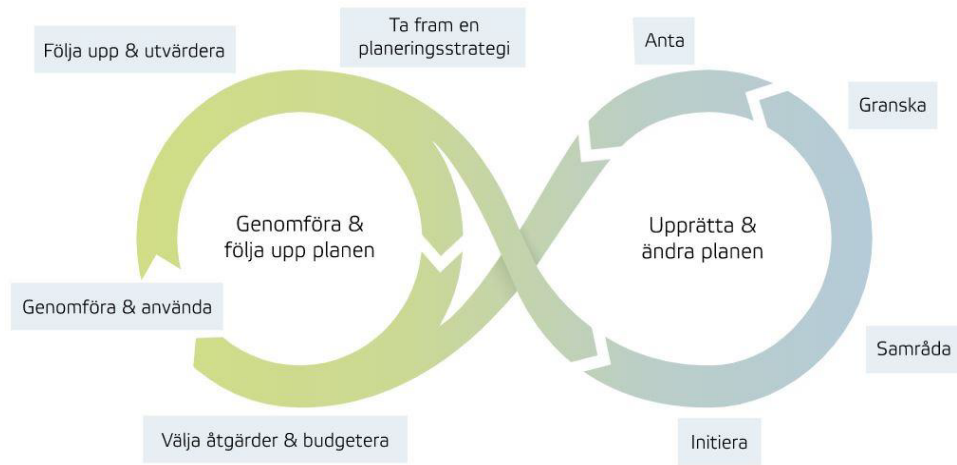 Ta fram en
planeringsstrategi
Anta
Följa upp & utvärdera
Granska
Genomföra &
följa upp planen
Upprätta &
ändra planen
Genomföra & använda
Samråda
Välja åtgärder & budgetera
Initiera